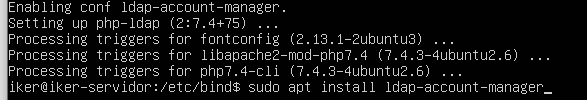 Enabling conf ldap-account-manager.
Setting up php-ldap (2:7.4+75) ...
Processing triggers for fontconfig (2.13.1-2ubuntu3) ...
Processing triggers for libapache2-mod-php7.4 (7.4.3-4ubuntu2.6) ...
Processing triggers for php7.4-cli (7.4.3-4ubuntu2.6) ...
iker@iker-servidor:/etc/bind$ sudo apt install ldap-account-manager_